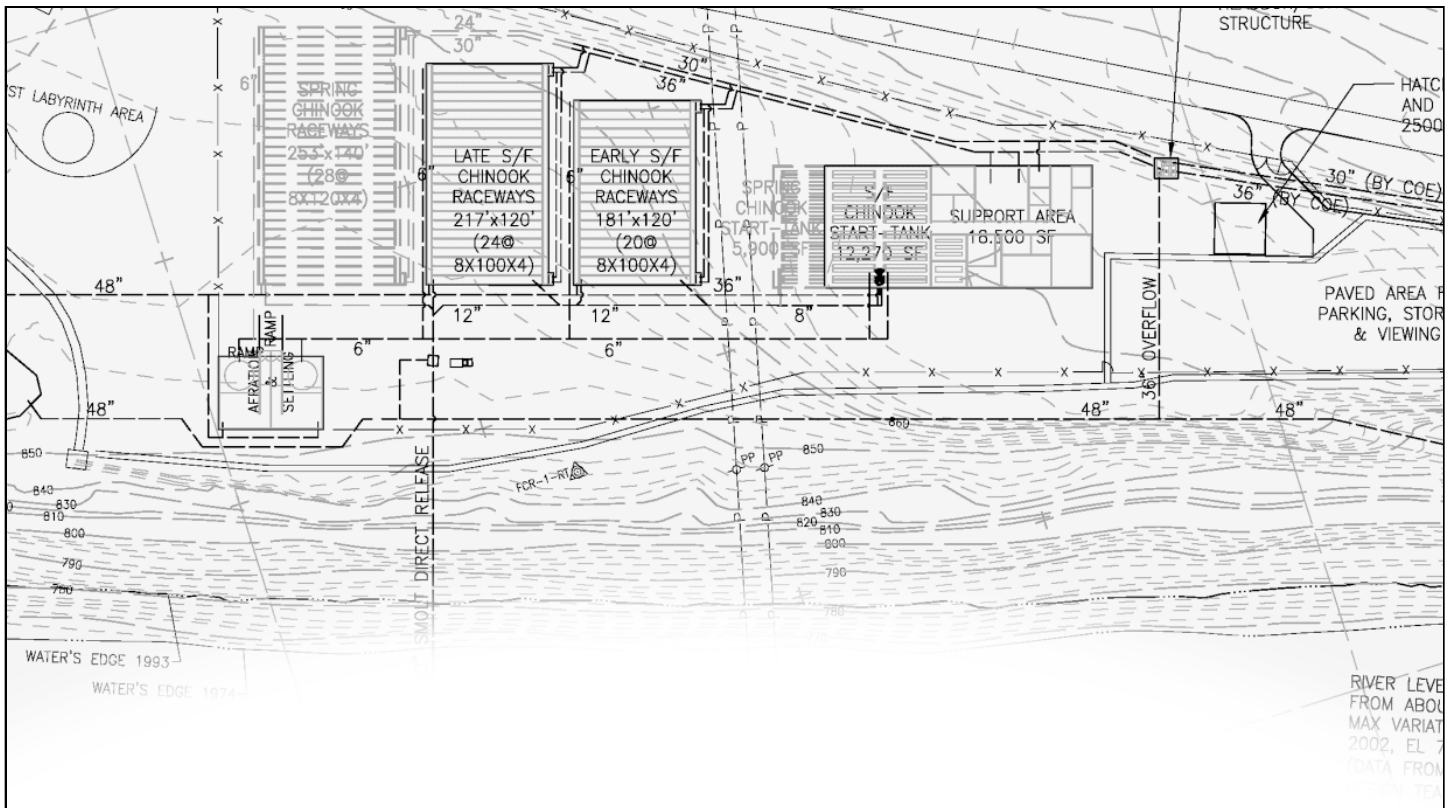 STRUCTURE
24"
30"
30"
36"
6"
ST LABYRINTH AREA
SPRING
CHINOOK
RACEWAYS
253'x140'
(28@
8X120X4)
6"
LATE S/F
CHINOOK
RACEWAYS
217'x120'
(24@
8X100X4)
6"
EARLY S/F
CHINOOK
RACEWAYS
181'x120'
(20@
8X100X4)
SPRING
CHINOOK
START-TANK
5,900 SF
S/F
CHINOOK
START-TANK
12,270 SF
SUPPORT AREA
18,500 SF
HATC
AND
2500
30" (BY COE)
36" (BY COE)
48"
36"
12"
12"
8"
6"
6"
RAMP
RAMP
AERATION
&
SETTLING
36" OVERFLOW
PAVED AREA
PARKING, STOR
& VIEWING
48"
48"
48"
860
850
850
FCR-1-RT
PP
PP
840
830
810
800
790
780
840
830
820
810
800
790
780
SMOLT DIRECT RELEASE
WATER'S EDGE 1993
WATER'S EDGE 1974
RIVER LEVE
FROM ABOU
MAX VARIAT
2002, EL 7
(DATA FROM